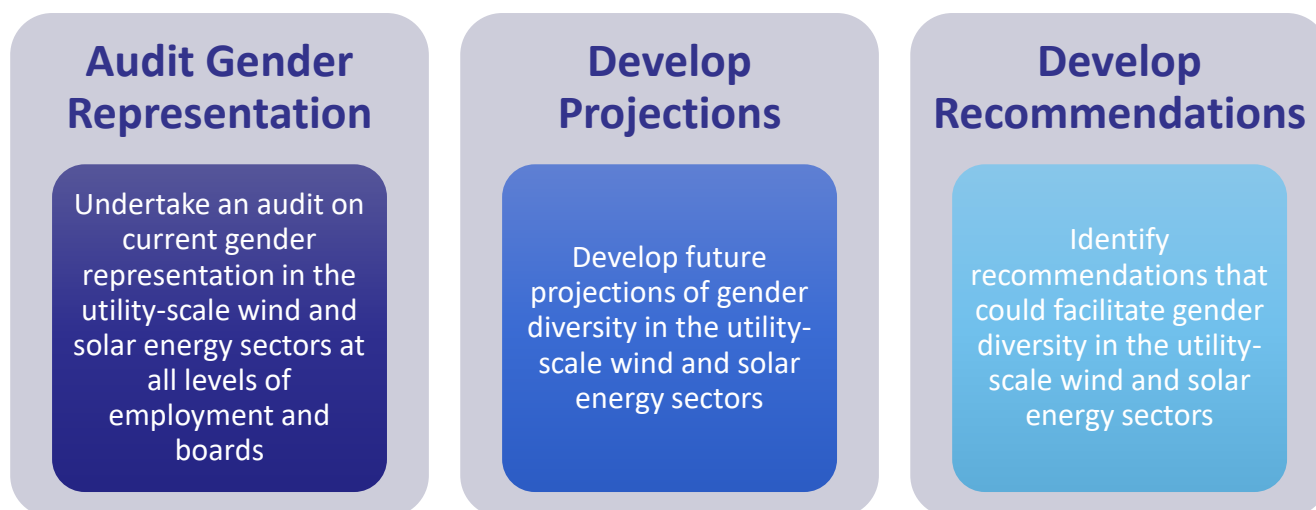 Audit Gender
Representation
Undertake an audit on
current gender
representation in the
utility-scale wind and
solar energy sectors at
all levels of
employment and
boards
Develop
Projections
Develop future
projections of gender
diversity in the utility-
scale wind and solar
energy sectors
Develop
Recommendations
Identify
recommendations that
could facilitate gender
diversity in the utility-
scale wind and solar
energy sectors